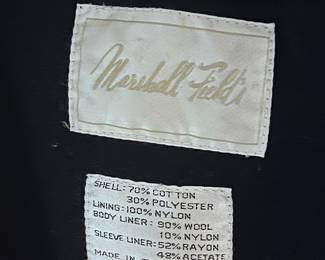 Marshall Field's
SHELL: 70% COTTON
30% POLYESTER
LINING: 100% NYLON
BODY LINER: 90% WOOL
10% NYLON
SLEEVE LINER: 52% RAYON
48% ACETATE
MADE IN